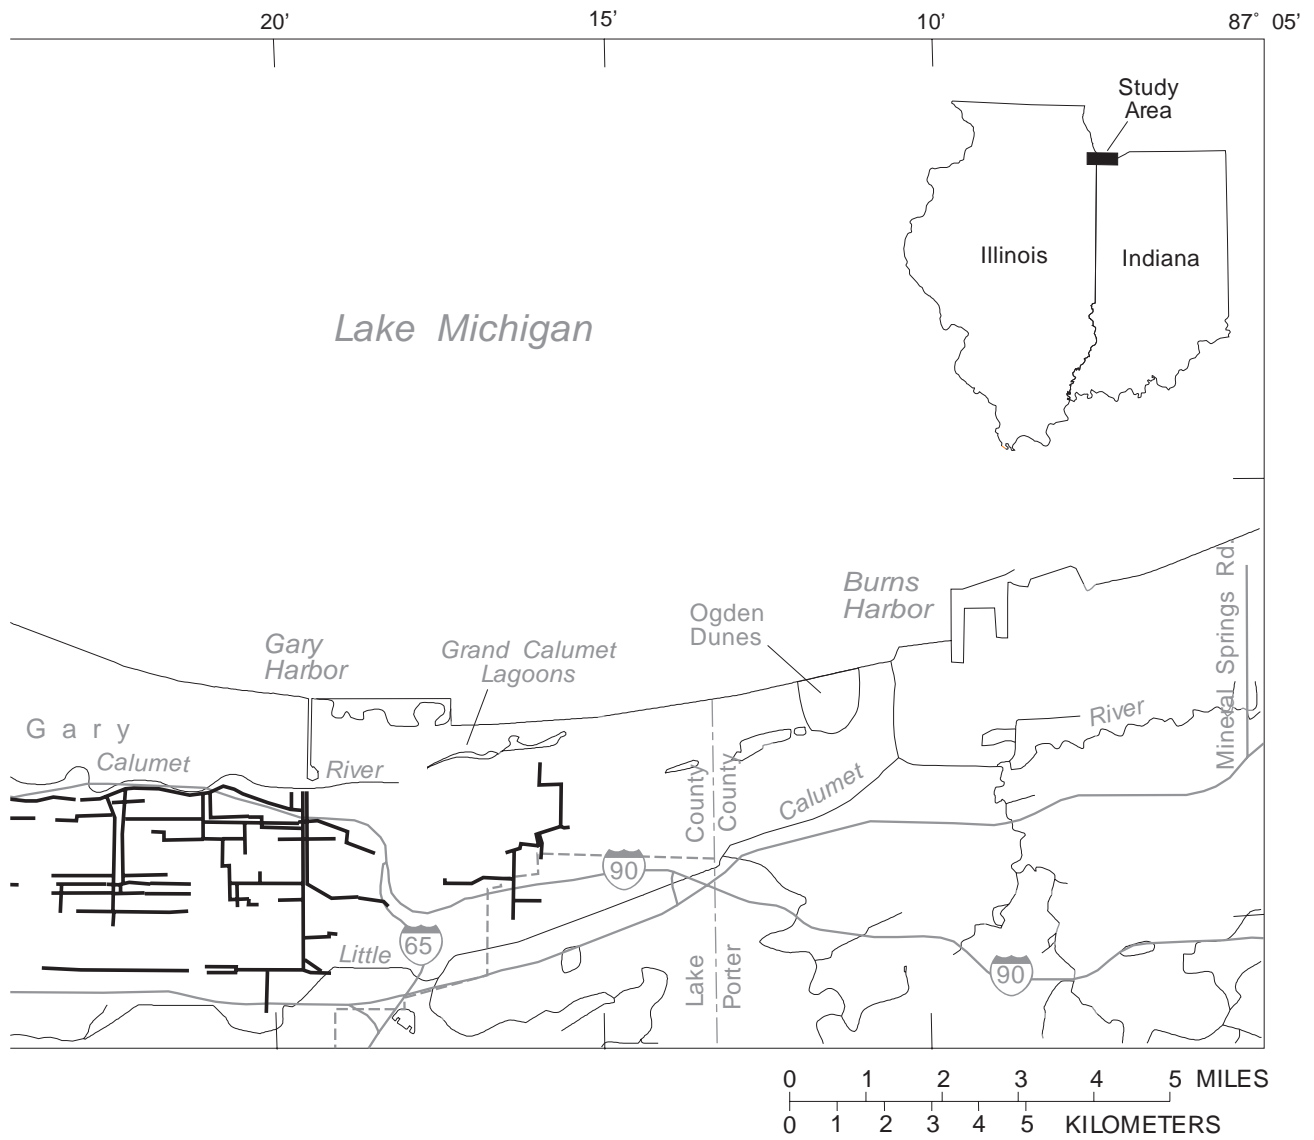 20’ 15’ 10’ 87° 05’
Study
Area
Illinois Indiana
Lake Michigan
Burns
Harbor
Ogden
Dunes
Gary
Harbor
Grand Calumet
Lagoons
Mineral Springs Rd.
Gary
Calumet River
River
Calumet
County
County
90
65
Little
Lake
Porter
90
0 1 2 3 4 5 MILES
0 1 2 3 4 5 KILOMETERS